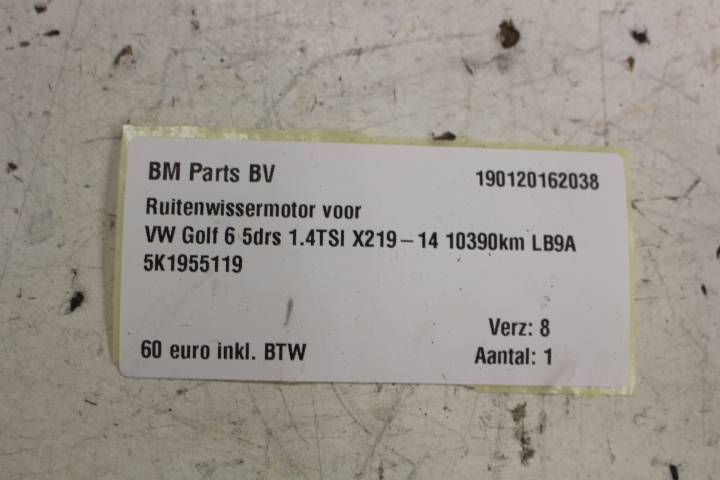 BM Parts BV 190120162038
Ruitenwissermotor voor
VW Golf 6 5drs 1.4TSI X219-14 10390km LB9A
5K1955119
Verz: 8
60 euro inkl. BTW Aantal: 1